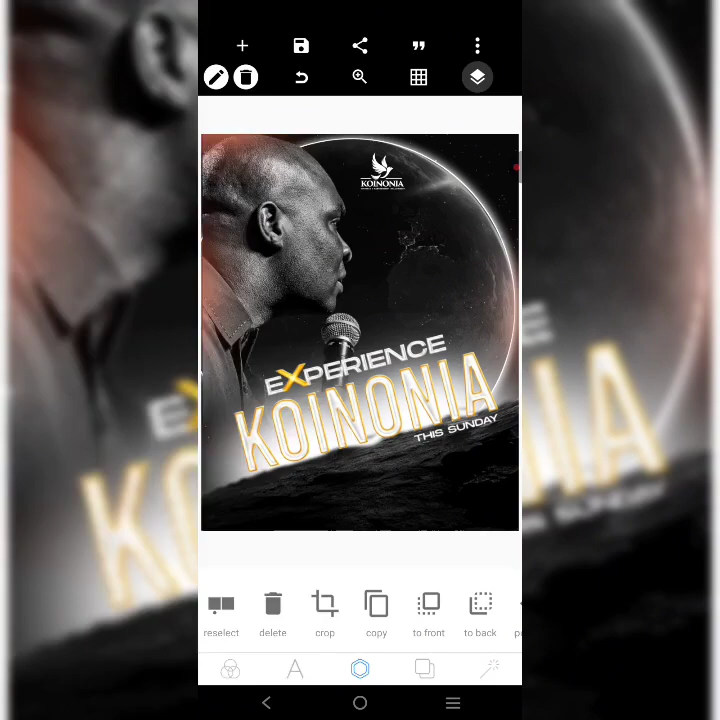 KOINONIA
EXPERIENCE
KOINONIA
THIS SUNDAY
reselect
delete
crop
copy
to front
to back